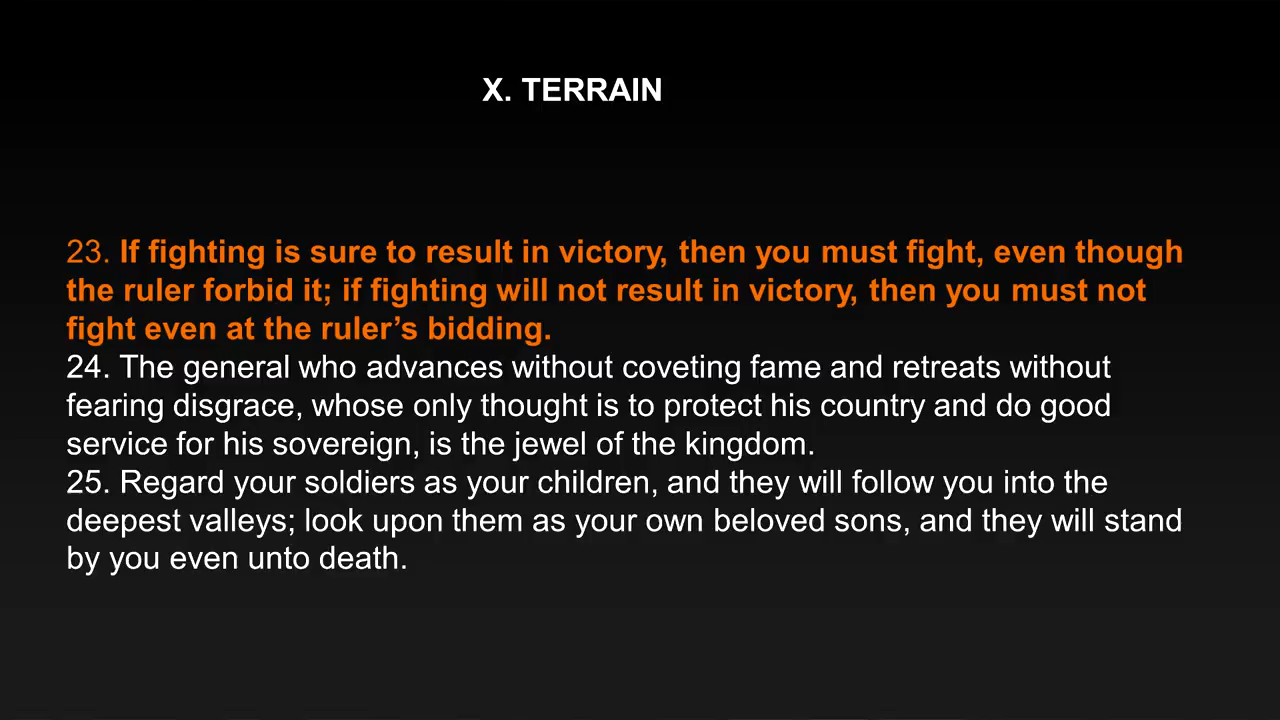 X. TERRAIN
23. If fighting is sure to result in victory, then you must fight, even though
the ruler forbid it; if fighting will not result in victory, then you must not
fight even at the ruler’s bidding.
24. The general who advances without coveting fame and retreats without
fearing disgrace, whose only thought is to protect his country and do good
service for his sovereign, is the jewel of the kingdom.
25. Regard your soldiers as your children, and they will follow you into the
deepest valleys; look upon them as your own beloved sons, and they will stand
by you even unto death.